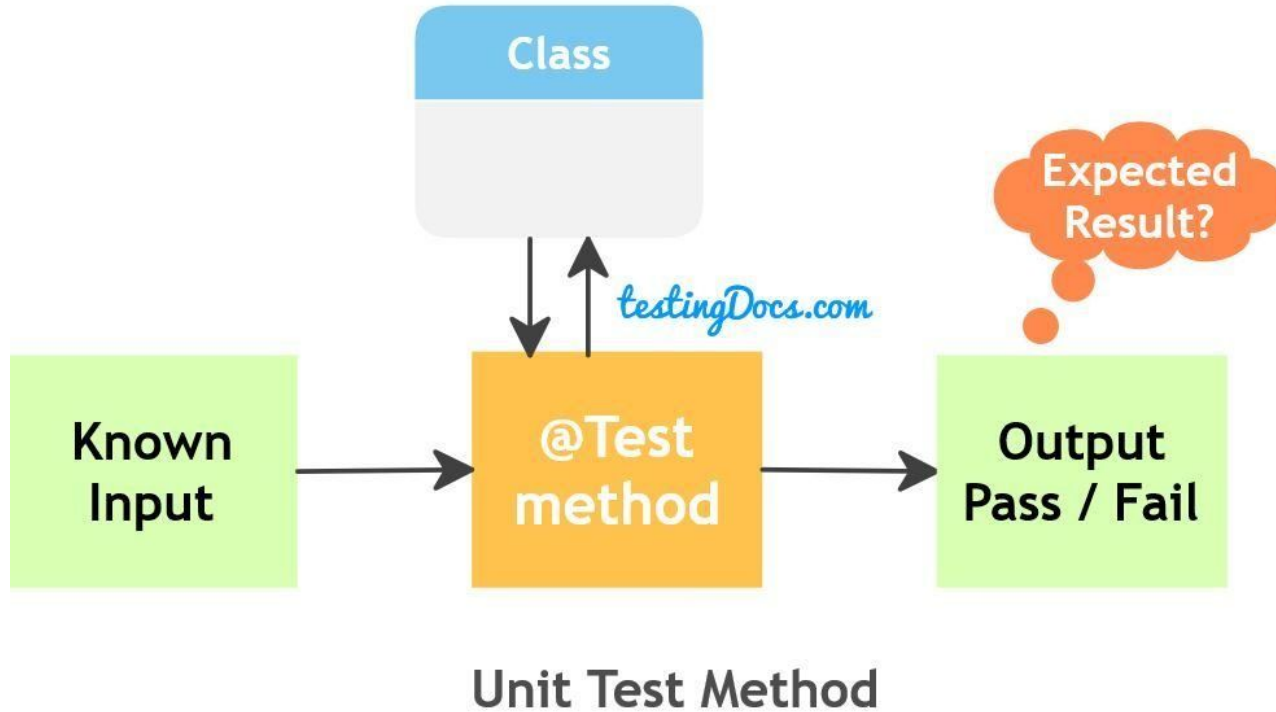 Class
Expected
Result?
testingDocs.com
Known
Input
@Test
method
Output
Pass / Fail
Unit Test Method